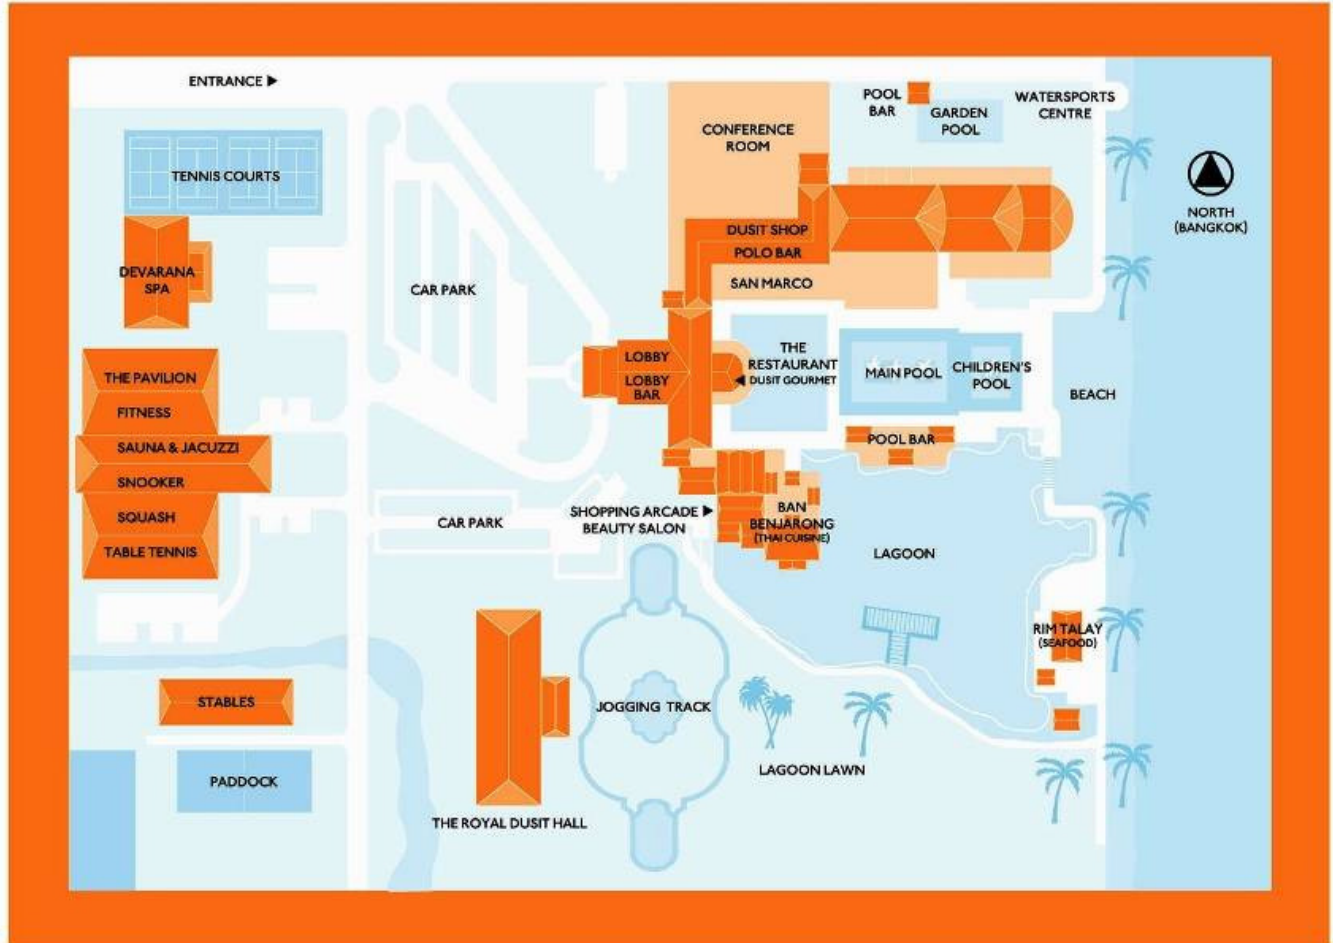 ENTRANCE
TENNIS COURTS
DEVARANA
SPA
THE PAVILION
FITNESS
SAUNA & JACUZZI
SNOOKER
SQUASH
TABLE TENNIS
STABLES
PADDOCK
CAR PARK
CAR PARK
CONFERENCE
ROOM
DUSIT SHOP
POLO BAR
SAN MARCO
LOBBY
LOBBY
BAR
THE
RESTAURANT
DUSIT GOURMET
POOL
BAR
GARDEN
POOL
WATERSPORTS
CENTRE
NORTH
(BANGKOK)
MAIN POOL
CHILDREN'S
POOL
BEACH
POOL BAR
SHOPPING ARCADE
BEAUTY SALON
BAN
BENJARONG
(THAI CUISINE)
LAGOON
RIM TALAY
(SEAFOOD)
JOGGING TRACK
LAGOON LAWN
THE ROYAL DUSIT HALL